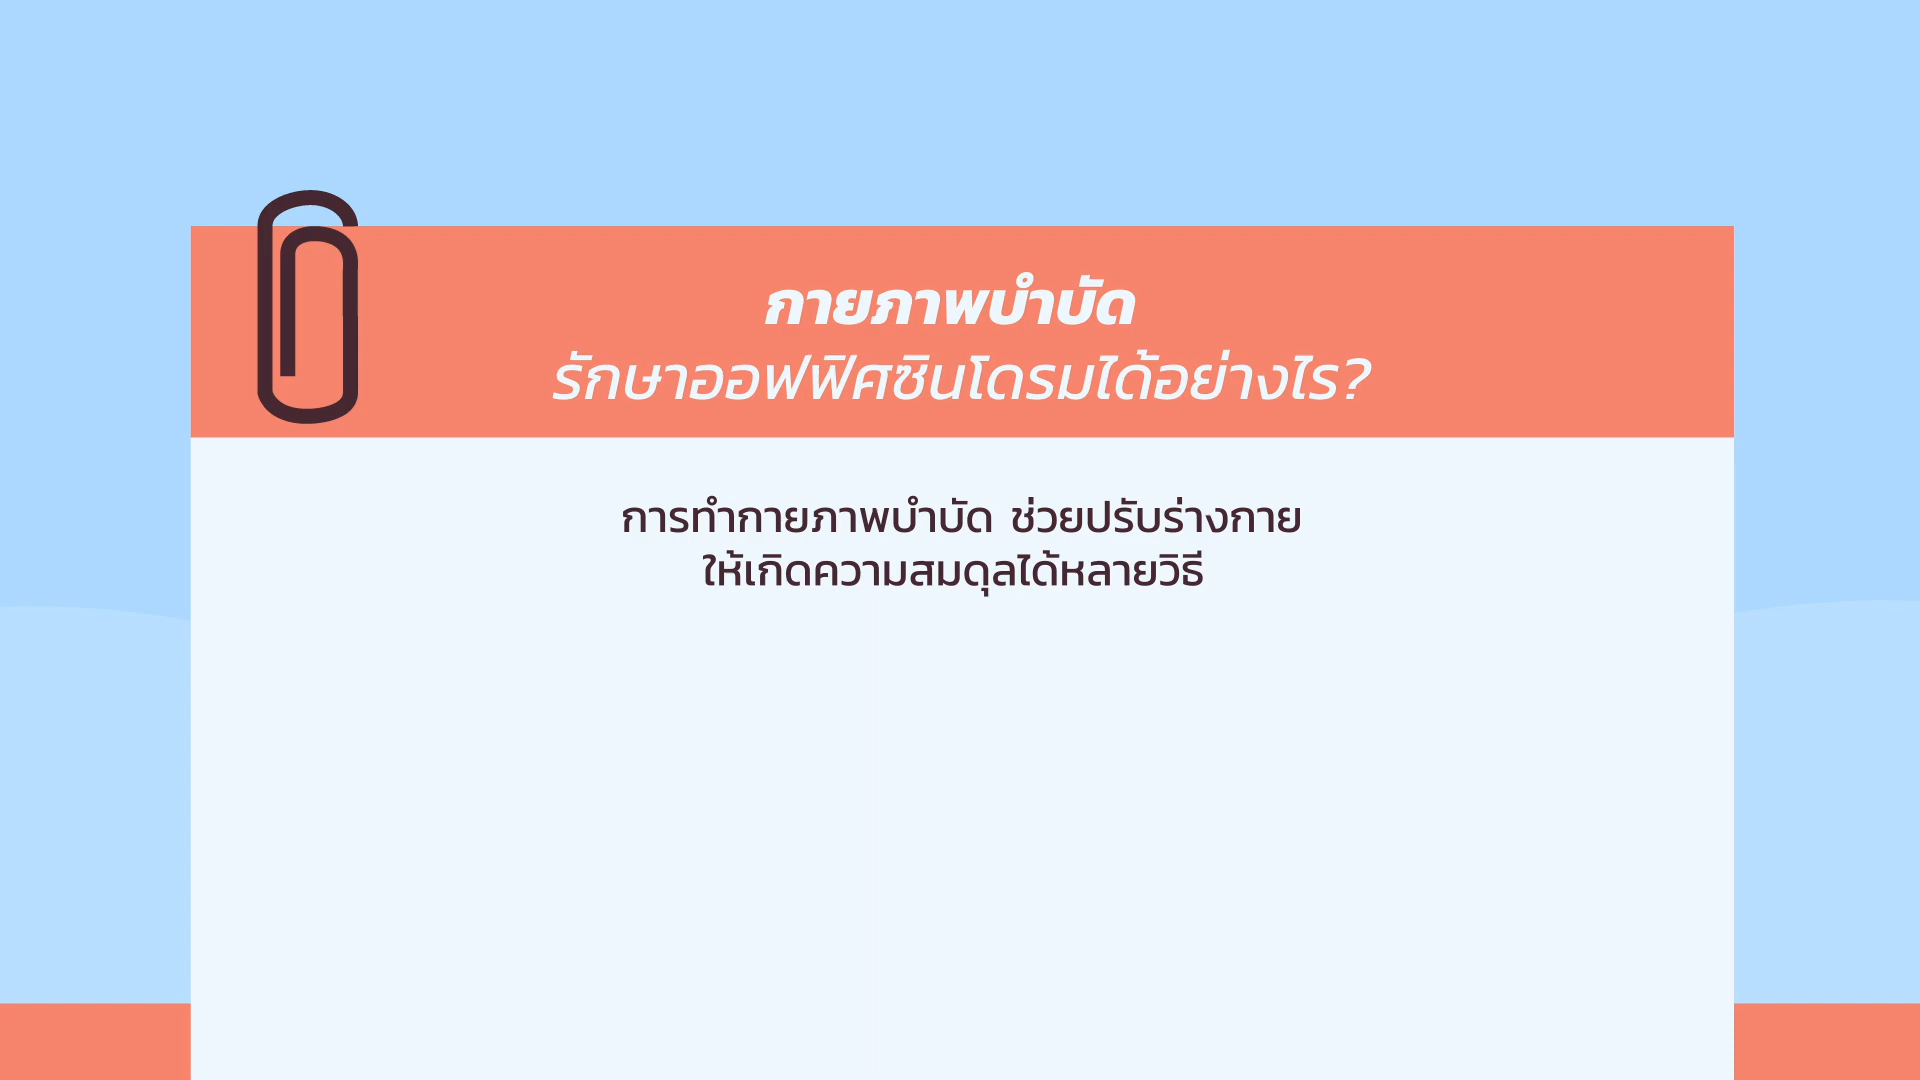 กายภาพบำบัด
รักษาออฟฟิศซินโดรมได้อย่างไร?
การทำกายภาพบำบัด ช่วยปรับร่างกาย
ให้เกิดความสมดุลได้หลายวิธี